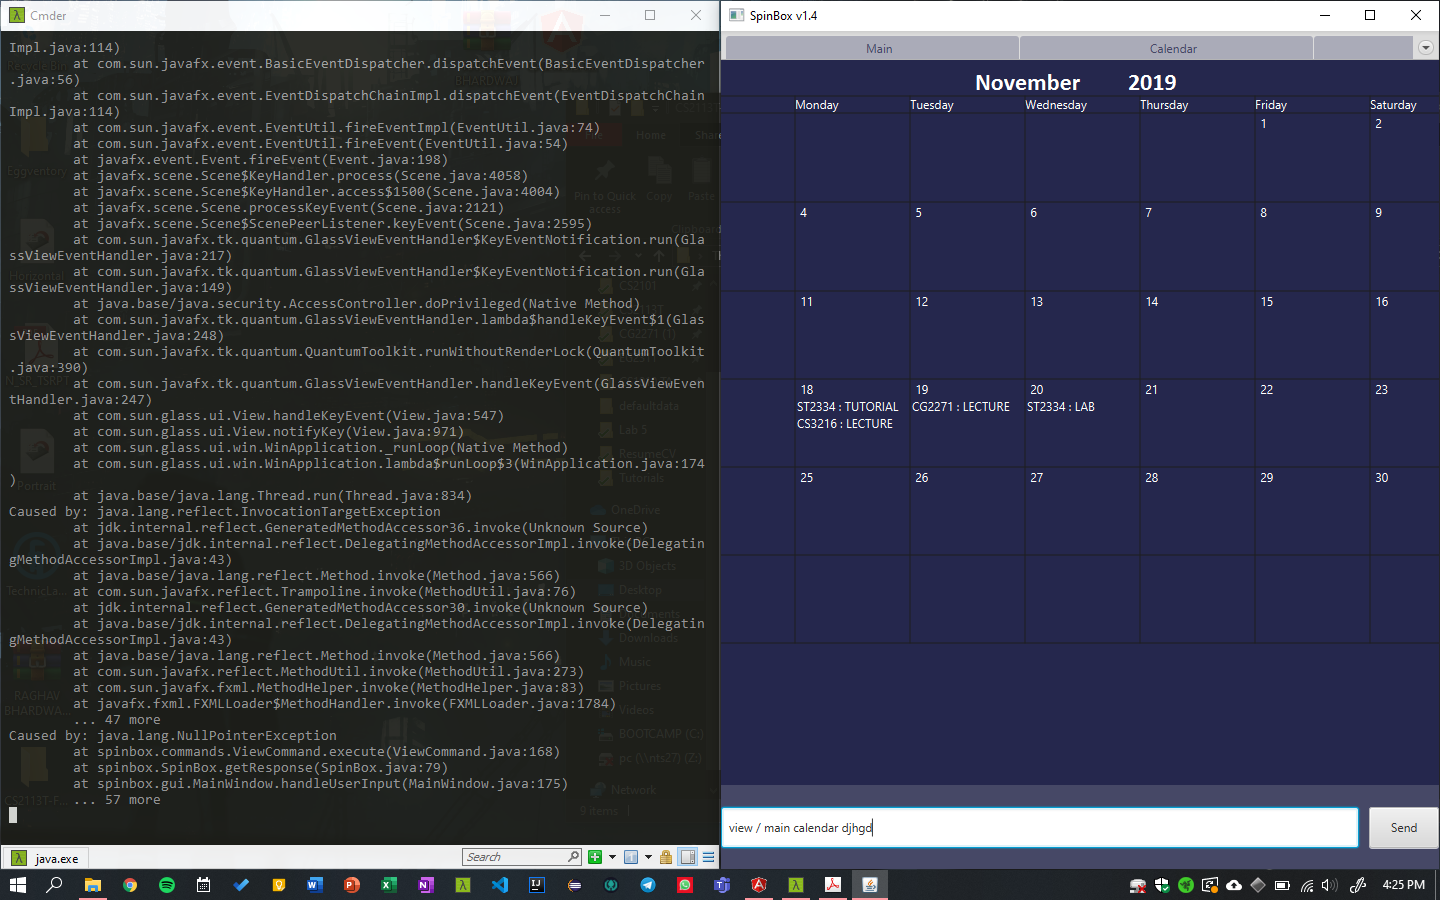 Cmder
Impl.java:114)
at com.sun.javafx.event.BasicEventDispatcher.dispatchEvent(BasicEventDispatcher
.java:56)
at com.sun.javafx.event.EventDispatchChainImpl.dispatchEvent(EventDispatchChain
Impl.java:114)
at com.sun.javafx.event.EventUtil.fireEventImpl(EventUtil.java:74)
at com.sun.javafx.event.EventUtil.fireEvent(EventUtil.java:54)
at javafx.event.Event.fireEvent(Event.java:198)
at javafx.scene.Scene$KeyHandler.process(Scene.java:4058)
at javafx.scene.Scene$KeyHandler.access$1500(Scene.java:4004)
at javafx.scene.Scene.processKeyEvent(Scene.java:2121)
at javafx.scene.Scene$ScenePeerListener.keyEvent(Scene.java:2595)
at com.sun.javafx.tk.quantum.GlassViewEventHandler$KeyEventNotification.run(Gla
ssViewEventHandler.java:217)
at com.sun.javafx.tk.quantum.GlassViewEventHandler$KeyEventNotification.run(Gla
ssViewEventHandler.java:149)
at java.base/java.security.AccessController.doPrivileged(Native Method)
at com.sun.javafx.tk.quantum.GlassViewEventHandler.lambda$handleKeyEvent$1(Glas
sViewEventHandler.java:248)
at com.sun.javafx.tk.quantum.QuantumToolkit.runWithoutRenderLock(QuantumToolkit
.java:390)
at com.sun.javafx.tk.quantum.GlassViewEventHandler.handleKeyEvent(GlassViewEven
tHandler.java:247)
at com.sun.glass.ui.View.handleKeyEvent(View.java:547)
at com.sun.glass.ui.View.notifyKey(View.java:971)
at com.sun.glass.ui.win.WinApplication._runLoop(Native Method)
at com.sun.glass.ui.win.WinApplication.lambda$runLoop$3(WinApplication.java:174
)
at java.base/java.lang.Thread.run(Thread.java:834)
Caused by: java.lang.reflect.InvocationTargetException
at jdk.internal.reflect.GeneratedMethodAccessor36.invoke(Unknown Source)
at java.base/jdk.internal.reflect.DelegatingMethodAccessorImpl.invoke(Delegatin
gMethodAccessorImpl.java:43)
at java.base/java.lang.reflect.Method.invoke(Method.java:566)
at com.sun.javafx.reflect.Trampoline.invoke(MethodUtil.java:76)
at jdk.internal.reflect.GeneratedMethodAccessor30.invoke(Unknown Source)
at java.base/jdk.internal.reflect.DelegatingMethodAccessorImpl.invoke(Delegatin
gMethodAccessorImpl.java:43)
at java.base/java.lang.reflect.Method.invoke(Method.java:566)
at com.sun.javafx.reflect.MethodUtil.invoke(MethodUtil.java:273)
at com.sun.javafx.fxml.MethodHelper.invoke(MethodHelper.java:83)
at javafx.fxml.FXMLLoader$MethodHandler.invoke(FXMLLoader.java:1784)
... 47 more
Caused by: java.lang.NullPointerException
at spinbox.commands.ViewCommand.execute(ViewCommand.java:168)
at spinbox.SpinBox.getResponse(SpinBox.java:79)
at spinbox.gui.MainWindow.handleUserInput(MainWindow.java:175)
... 57 more
java.exe
Search
SpinBox v1.4
Main Calendar
November 2019
Monday Tuesday Wednesday Thursday Friday Saturday
1 2
4 5 6 7 8 9
11 12 13 14 15 16
18 19 20 21 22 23
ST2334 : TUTORIAL CG2271 : LECTURE ST2334 : LAB
CS3216 : LECTURE
25 26 27 28 29 30
view / main calendar djhgd
Send
4:25 PM